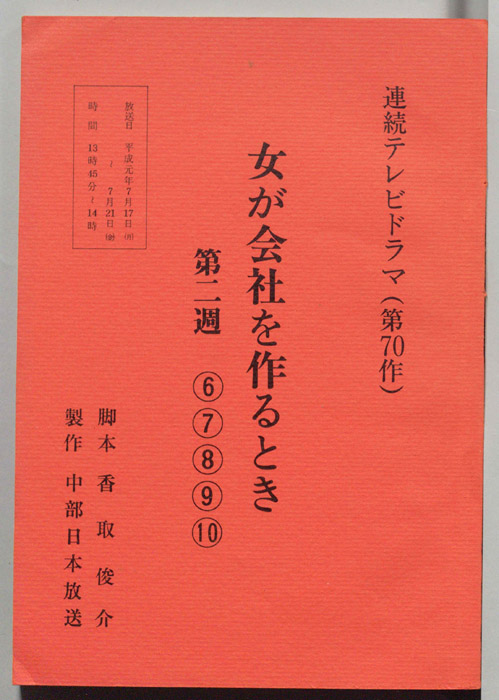 連続テレビドラマ（第70作）
女が会社を作るとき
第二週 ⑥⑦⑧⑨⑩
放送日 平成元年7月17日㈪
～7月21日㈮
時間 13時45分～14時
脚本 香取俊介
製作 中部日本放送